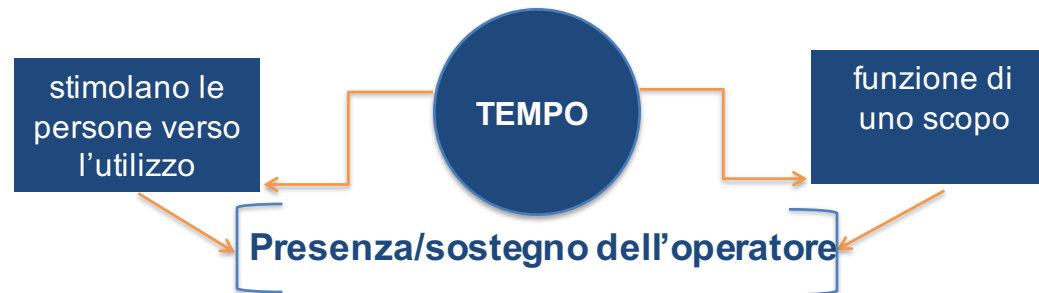 stimolano le
persone verso
l'utilizzo
TEMPO
funzione di
uno scopo
Presenza/sostegno dell'operatore